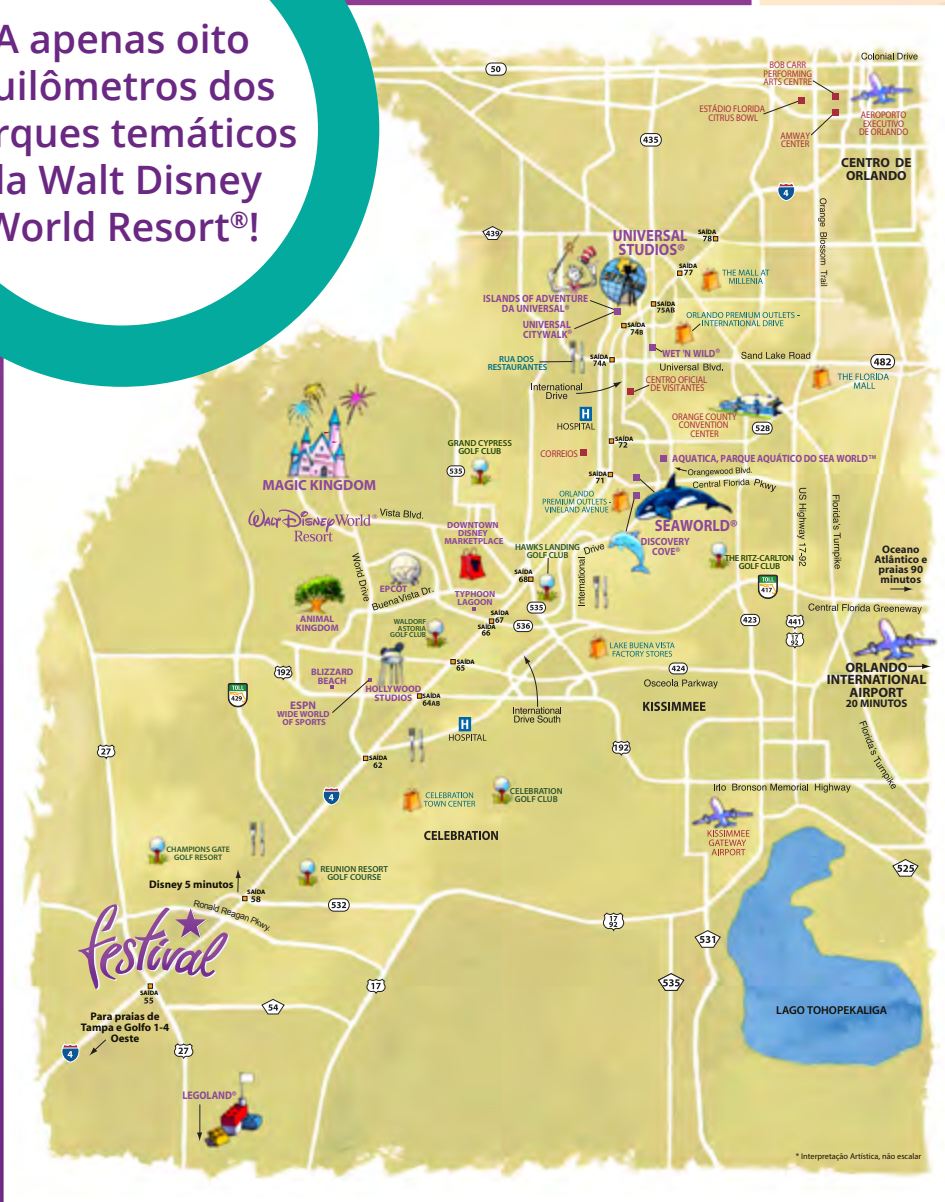 A apenas oito
uilômetros dos
rques temáticos
da Walt Disney
World Resort®!
Colonial Drive
50
BOB CARR
PERFORMING
ARTS CENTRE
ESTÁDIO FLORIDA
CITRUS BOWL
AEROPORTO
EXECUTIVO
DE ORLANDO
AMWAY
CENTER
435
CENTRO DE
ORLANDO
4
Orange Blossom Trail
439
UNIVERSAL
STUDIOS®
SAÍDA
78
SAÍDA
77
THE MALL AT
MILLENIA
ISLANDS OF ADVENTURE
DA UNIVERSAL®
SAÍDA
75AB
UNIVERSAL
CITYWALK®
SAÍDA
74B
ORLANDO PREMIUM OUTLETS -
INTERNATIONAL DRIVE
RUA DOS
RESTAURANTES
SAÍDA
74A
WET 'N WILD®
Sand Lake Road
482
Universal Blvd.
International
Drive
CENTRO OFICIAL
DE VISITANTES
THE FLORIDA
MALL
H
HOSPITAL
ORANGE COUNTY
CONVENTION
CENTER
528
SAÍDA
72
GRAND CYPRESS
GOLF CLUB
CORREIOS
535
AQUATICA, PARQUE AQUÁTICO DO SEA WORLD™
SAÍDA
71
Orangewood Blvd.
Central Florida Pkwy
MAGIC KINGDOM
ORLANDO
PREMIUM OUTLETS -
VINELAND AVENUE
US Highway 17-92
Florida's Turnpike
Walt Disney World®
Resort
Vista Blvd.
SEAWORLD®
DOWNTOWN
DISNEY
MARKETPLACE
DISCOVERY
COVE®
HAWKS LANDING
GOLF CLUB
International Drive
THE RITZ-CARLTON
GOLF CLUB
Oceano
Atlântico e
praias 90
minutos
World Drive
EPCOT
SAÍDA
68
TOLL
417
Buena Vista Dr.
TYPHOON
LAGOON
535
Central Florida Greenway
ANIMAL
KINGDOM
SAÍDA
67
WALDORF
ASTORIA
GOLF CLUB
SAÍDA
66
536
423
441
17
92
LAKE BUENA VISTA
FACTORY STORES
SAÍDA
65
192
BLIZZARD
BEACH
424
ORLANDO
INTERNATIONAL
AIRPORT
20 MINUTOS
Osceola Parkway
TOLL
429
HOLLYWOOD
STUDIOS
SAÍDA
64AB
ESPN
WIDE WORLD
OF SPORTS
KISSIMMEE
International
Drive South
H
HOSPITAL
27
192
SAÍDA
62
Florida's Turnpike
4
Irlo Bronson Memorial Highway
CELEBRATION
TOWN CENTER
CELEBRATION
GOLF CLUB
CELEBRATION
KISSIMMEE
GATEWAY
AIRPORT
CHAMPIONS GATE
GOLF RESORT
REUNION RESORT
GOLF COURSE
525
Disney 5 minutos
SAÍDA
58
532
Ronald Reagan Pkwy.
17
92
festival
531
535
17
SAÍDA
55
54
LAGO TOHOPEKALIGA
Para praias de
Tampa e Golfo 1-4
Oeste
4
27
LEGOLAND®
* Interpretação Artística, não escalar